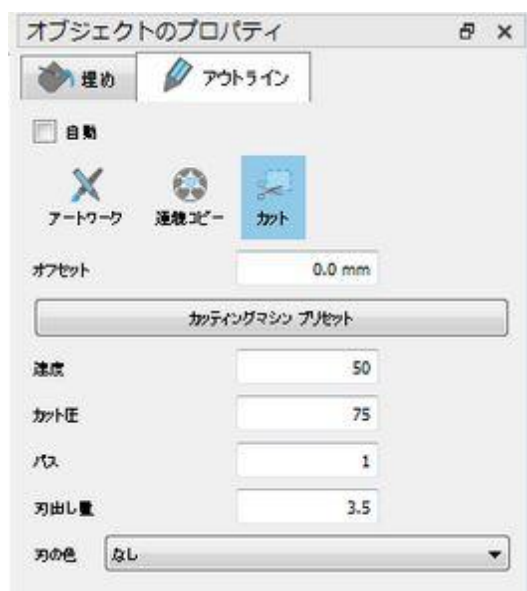 オブジェクトのプロパティ
埋め アウトライン
自動
アートワーク 連続コピー カット
オフセット 0.0 mm
カッティングマシン プリセット
速度 50
カット圧 75
パス 1
刃出し量 3.5
刃の色 なし